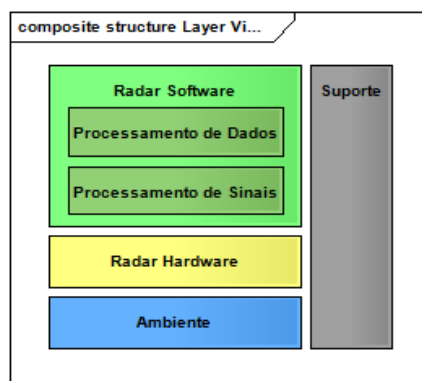 composite structure Layer Vi...
Radar Software
Suporte
Processamento de Dados
Processamento de Sinais
Radar Hardware
Ambiente